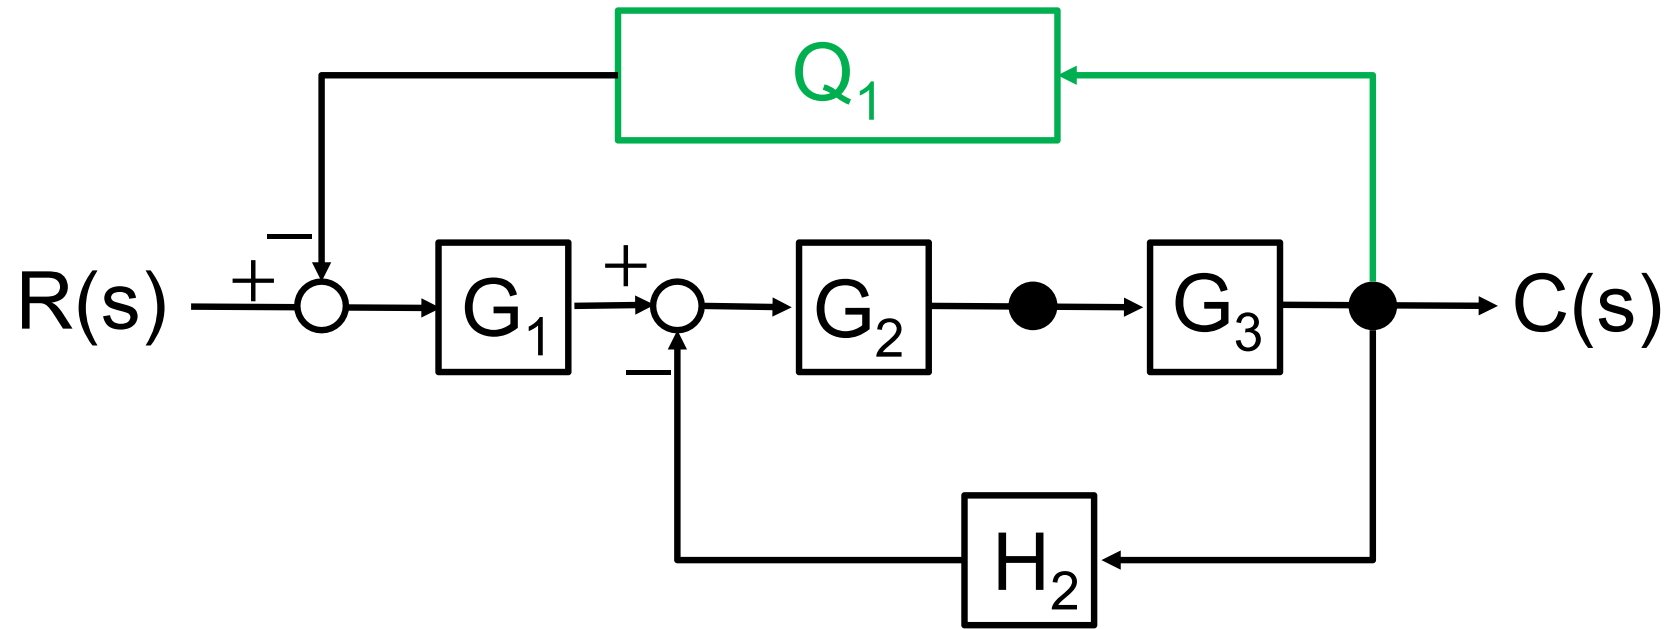 Q₁
−
+
R(s)
G₁
+
−
G₂
G₃
C(s)
H₂